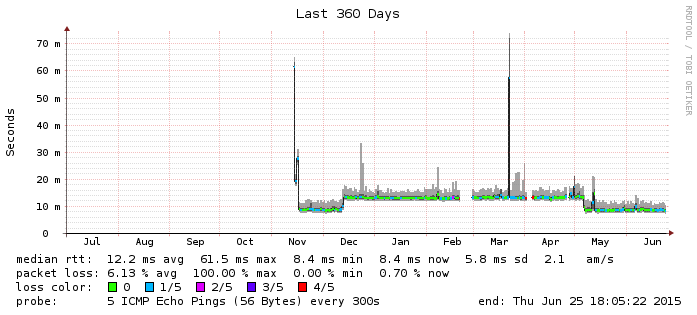 Last 360 Days
RRDTOOL / TOBI OETIKER
Seconds
70 m
60 m
50 m
40 m
30 m
20 m
10 m
0
Jul Aug Sep Oct Nov Dec Jan Feb Mar Apr May Jun
median rtt: 12.2 ms avg 61.5 ms max 8.4 ms min 8.4 ms now 5.8 ms sd 2.1 am/s
packet loss: 6.13 % avg 100.00 % max 0.00 % min 0.70 % now
loss color: 0 1/5 2/5 3/5 4/5
probe: 5 ICMP Echo Pings (56 Bytes) every 300s end: Thu Jun 25 18:05:22 2015